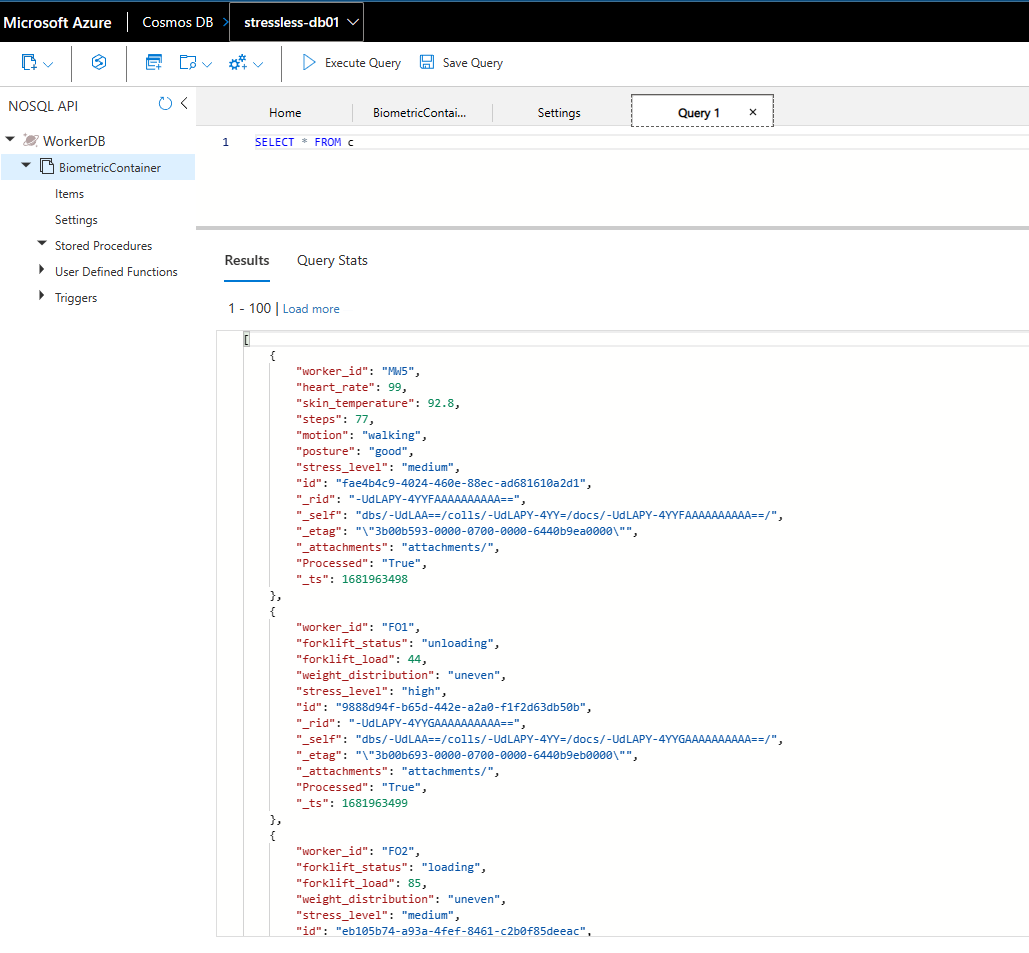 Microsoft Azure
Cosmos DB
stressless-db01
Execute Query
Save Query
NOSQL API
WorkerDB
BiometricContainer
Items
Settings
Stored Procedures
User Defined Functions
Triggers
Home
BiometricContai...
Settings
Query 1
1 SELECT * FROM c
Results
Query Stats
1 - 100 | Load more
[
{
"worker_id": "MW5",
"heart_rate": 99,
"skin_temperature": 92.8,
"steps": 77,
"motion": "walking",
"posture": "good",
"stress_level": "medium",
"id": "fae4b4c9-4024-460e-88ec-ad681610a2d1",
"_rid": "-UdLAPY-4YYFAAAAAAAAAA==",
"_self": "dbs/-UdLAA==/colls/-UdLAPY-4YY=/docs/-UdLAPY-4YYFAAAAAAAAAA==/",
"_etag": "\"3b00b593-0000-0700-0000-6440b9ea0000\"",
"_attachments": "attachments/",
"Processed": "True",
"_ts": 1681963498
},
{
"worker_id": "FO1",
"forklift_status": "unloading",
"forklift_load": 44,
"weight_distribution": "uneven",
"stress_level": "high",
"id": "9888d94f-b65d-442e-a2a0-f1f2d63db50b",
"_rid": "-UdLAPY-4YYGAAAAAAAAAA==",
"_self": "dbs/-UdLAA==/colls/-UdLAPY-4YY=/docs/-UdLAPY-4YYGAAAAAAAAAA==/",
"_etag": "\"3b00b693-0000-0700-0000-6440b9eb0000\"",
"_attachments": "attachments/",
"Processed": "True",
"_ts": 1681963499
},
{
"worker_id": "FO2",
"forklift_status": "loading",
"forklift_load": 85,
"weight_distribution": "uneven",
"stress_level": "medium",
"id": "eb105b74-a93a-4fef-8461-c2b0f85deeac",